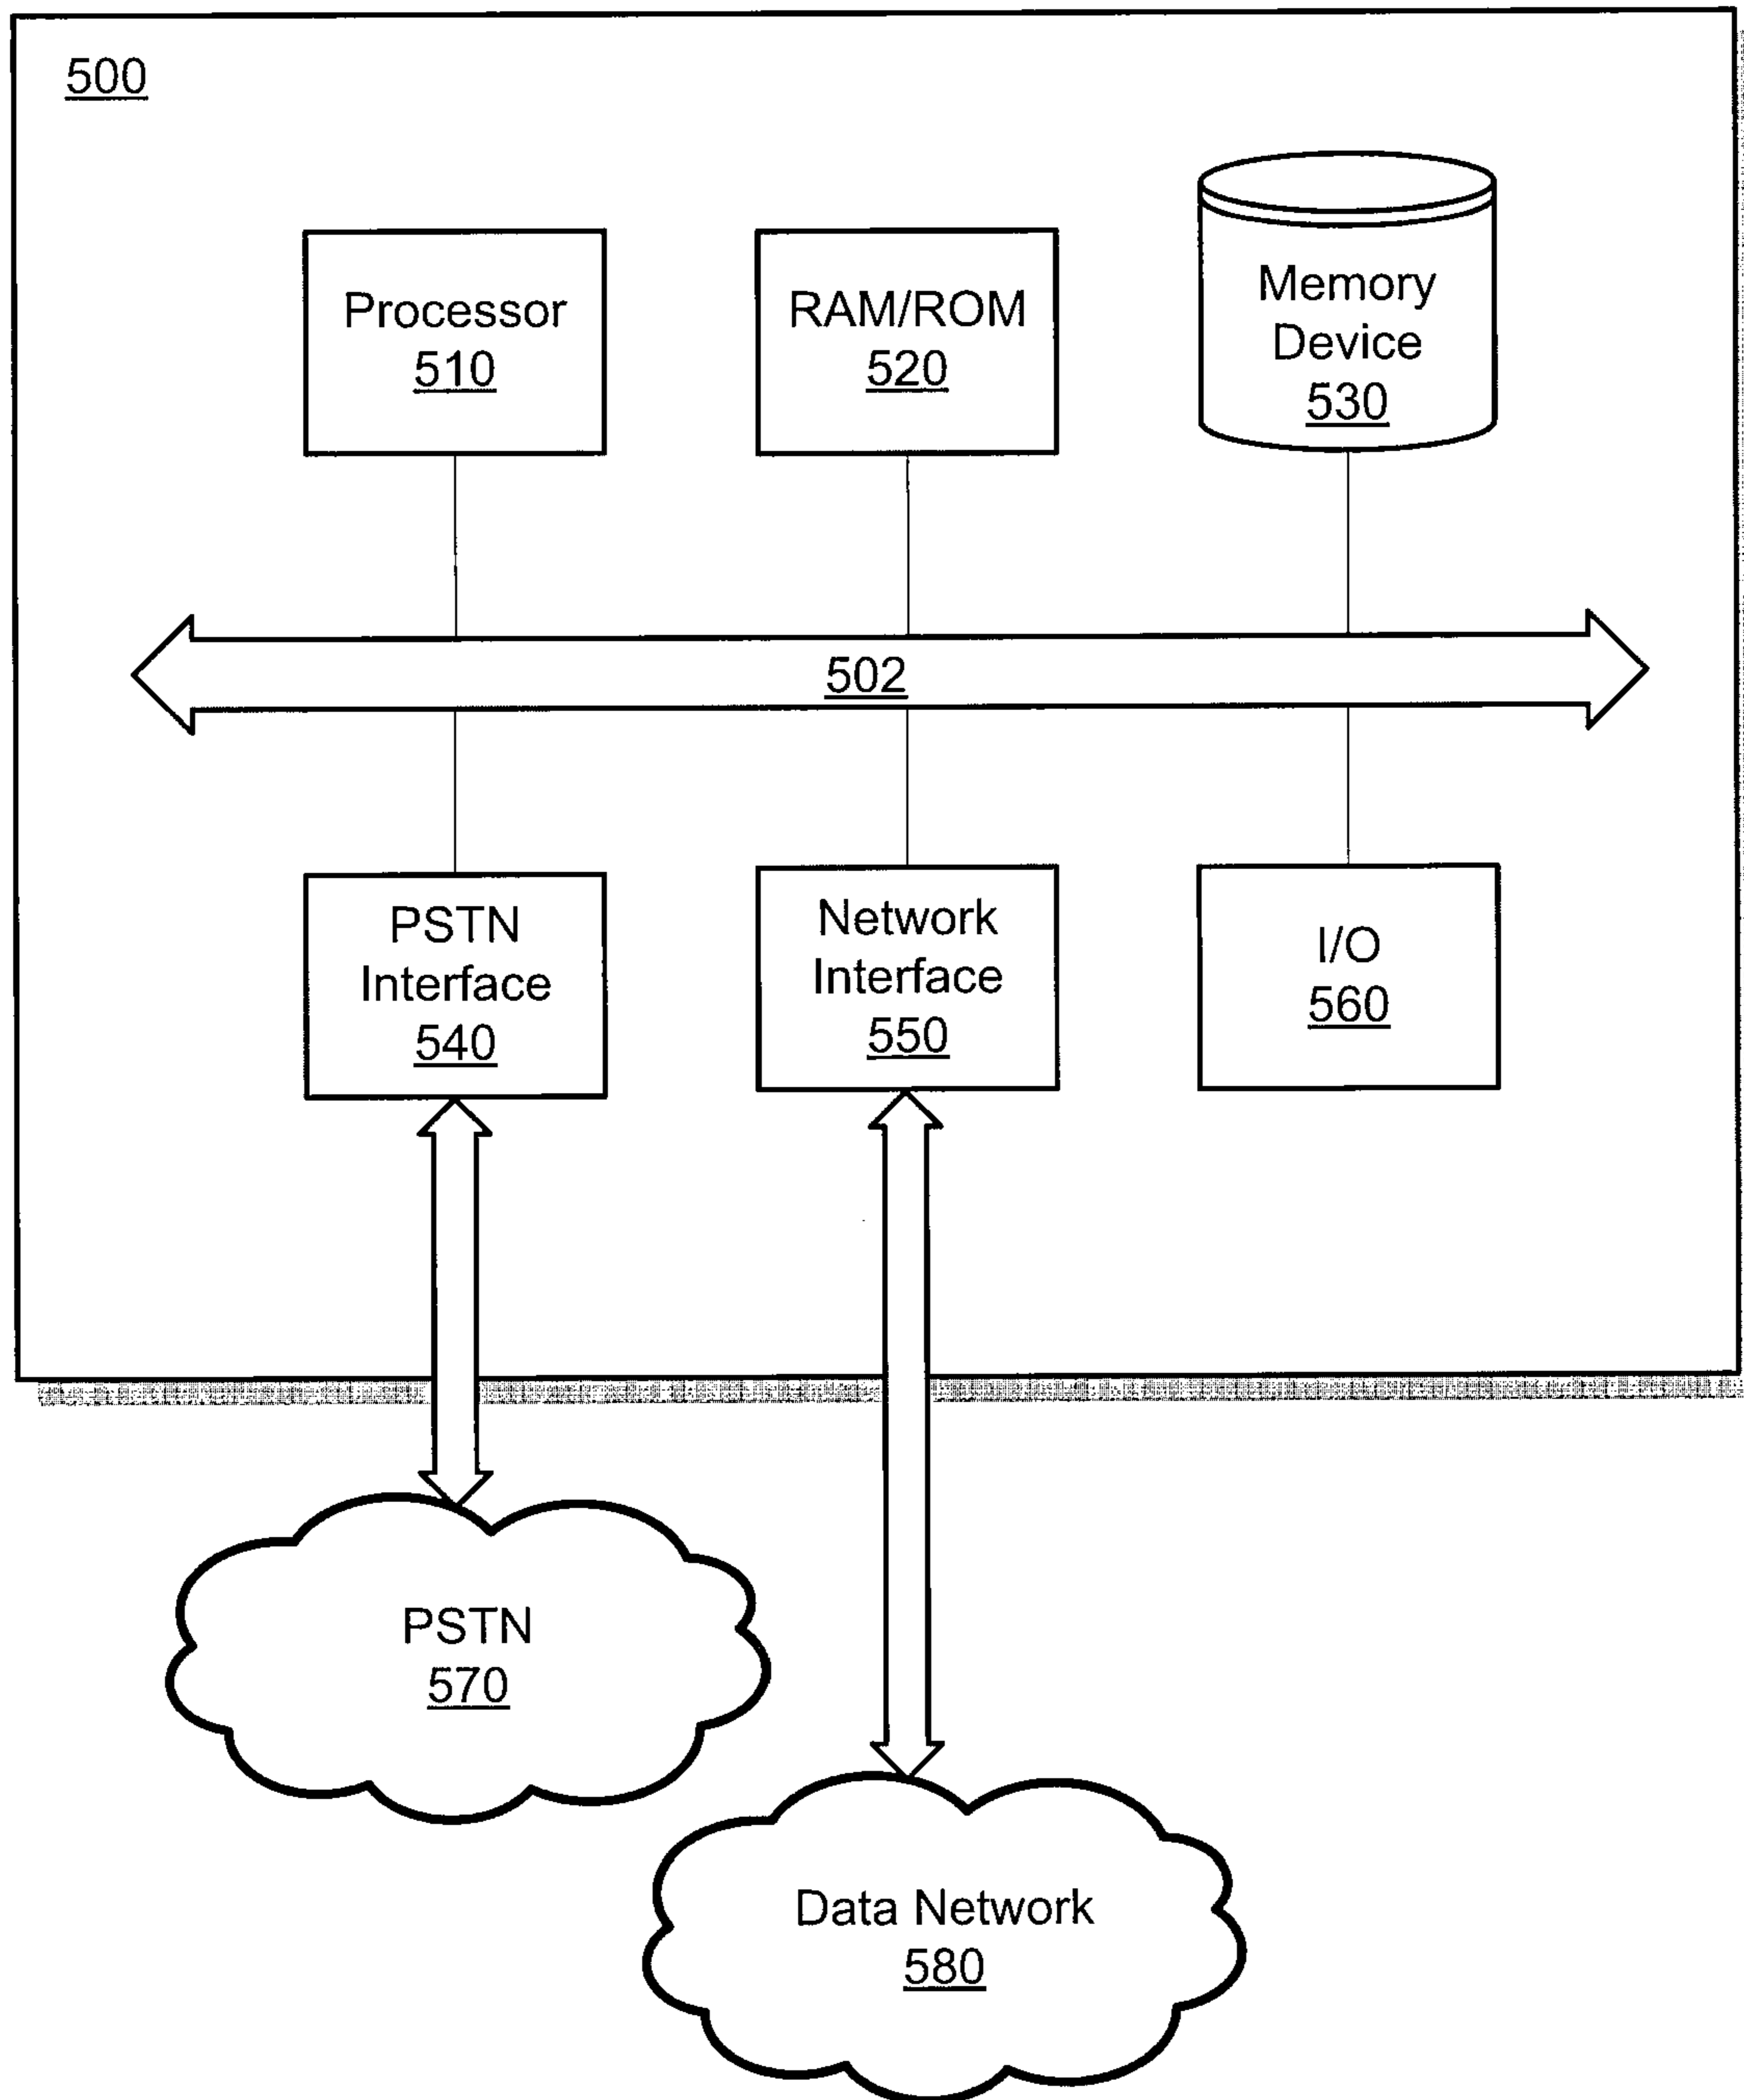 500
Processor
510
RAM/ROM
520
Memory
Device
530
502
PSTN
Interface
540
Network
Interface
550
I/O
560
PSTN
570
Data Network
580